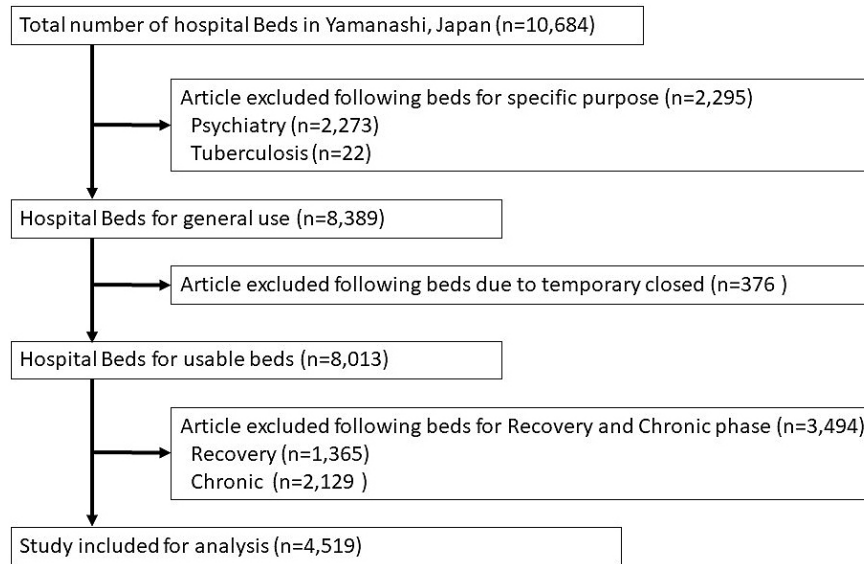 Total number of hospital Beds in Yamanashi, Japan (n=10,684)
Article excluded following beds for specific purpose (n=2,295)
Psychiatry (n=2,273)
Tuberculosis (n=22)
Hospital Beds for general use (n=8,389)
Article excluded following beds due to temporary closed (n=376 )
Hospital Beds for usable beds (n=8,013)
Article excluded following beds for Recovery and Chronic phase (n=3,494)
Recovery (n=1,365)
Chronic (n=2,129 )
Study included for analysis (n=4,519)